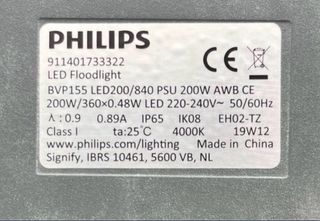 PHILIPS
911401733322
LED Floodlight
BVP155 LED200/840 PSU 200W AWB CE
200W/360×0.48W LED 220-240V~ 50/60Hz
λ:0.9 0.89A IP65 IK08 EH02-TZ
Class I ta:25℃ 4000K 19W12
www.philips.com/lighting Made in China
Signify, IBRS 10461, 5600 VB, NL
CE